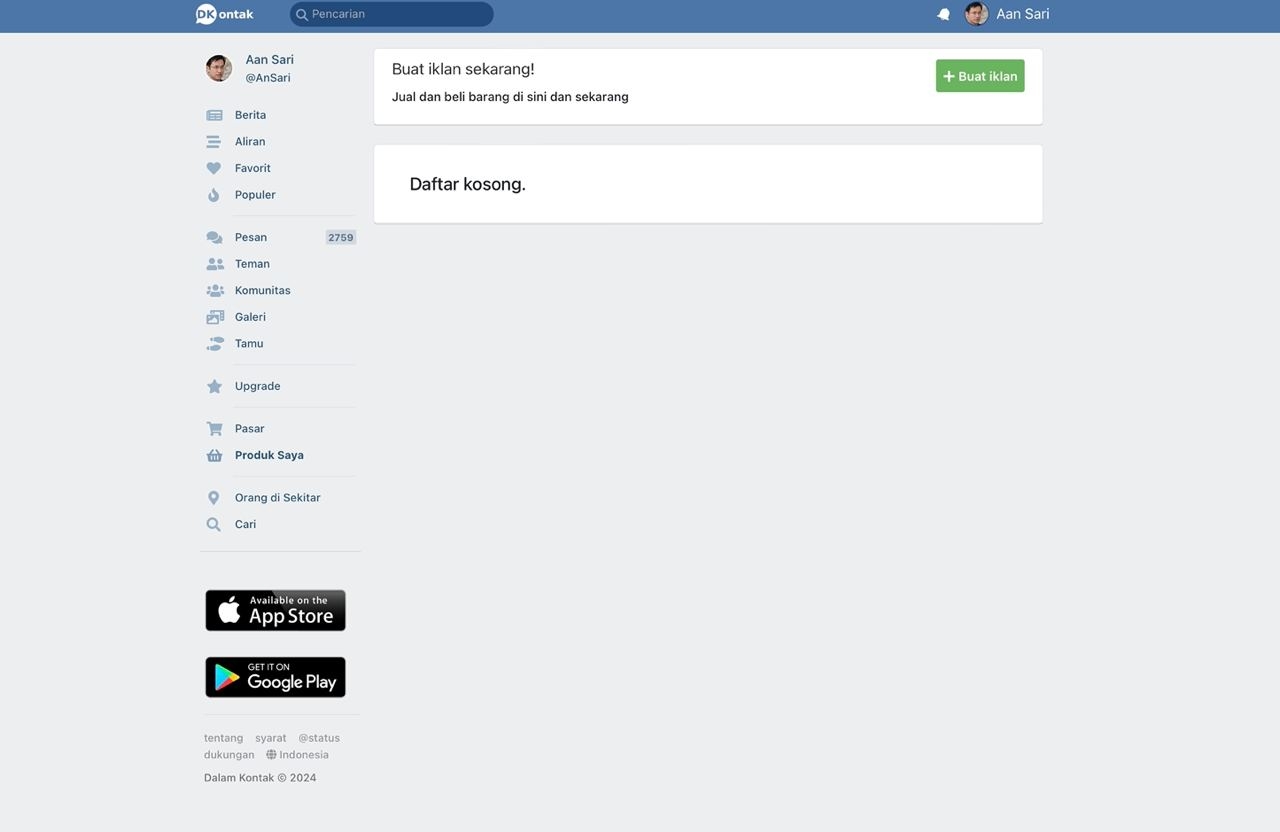 DKontak
Pencarian
Aan Sari
Aan Sari
@AnSari
Berita
Aliran
Favorit
Populer
Pesan 2759
Teman
Komunitas
Galeri
Tamu
Upgrade
Pasar
Produk Saya
Orang di Sekitar
Cari
Available on the
App Store
GET IT ON
Google Play
tentang syarat @status
dukungan Indonesia
Dalam Kontak © 2024
Buat iklan sekarang!
Jual dan beli barang di sini dan sekarang
Buat iklan
Daftar kosong.